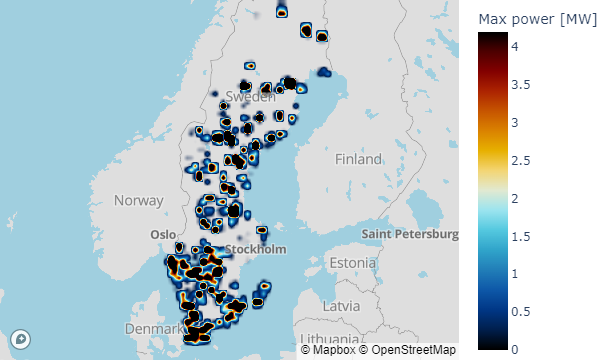 Max power [MW]
4
3.5
3
2.5
2
1.5
1
0.5
0
Sweden
Finland
Norway
Oslo
Saint Petersburg
Stockholm
Estonia
Latvia
Denmark
Lithuania
© Mapbox © OpenStreetMap